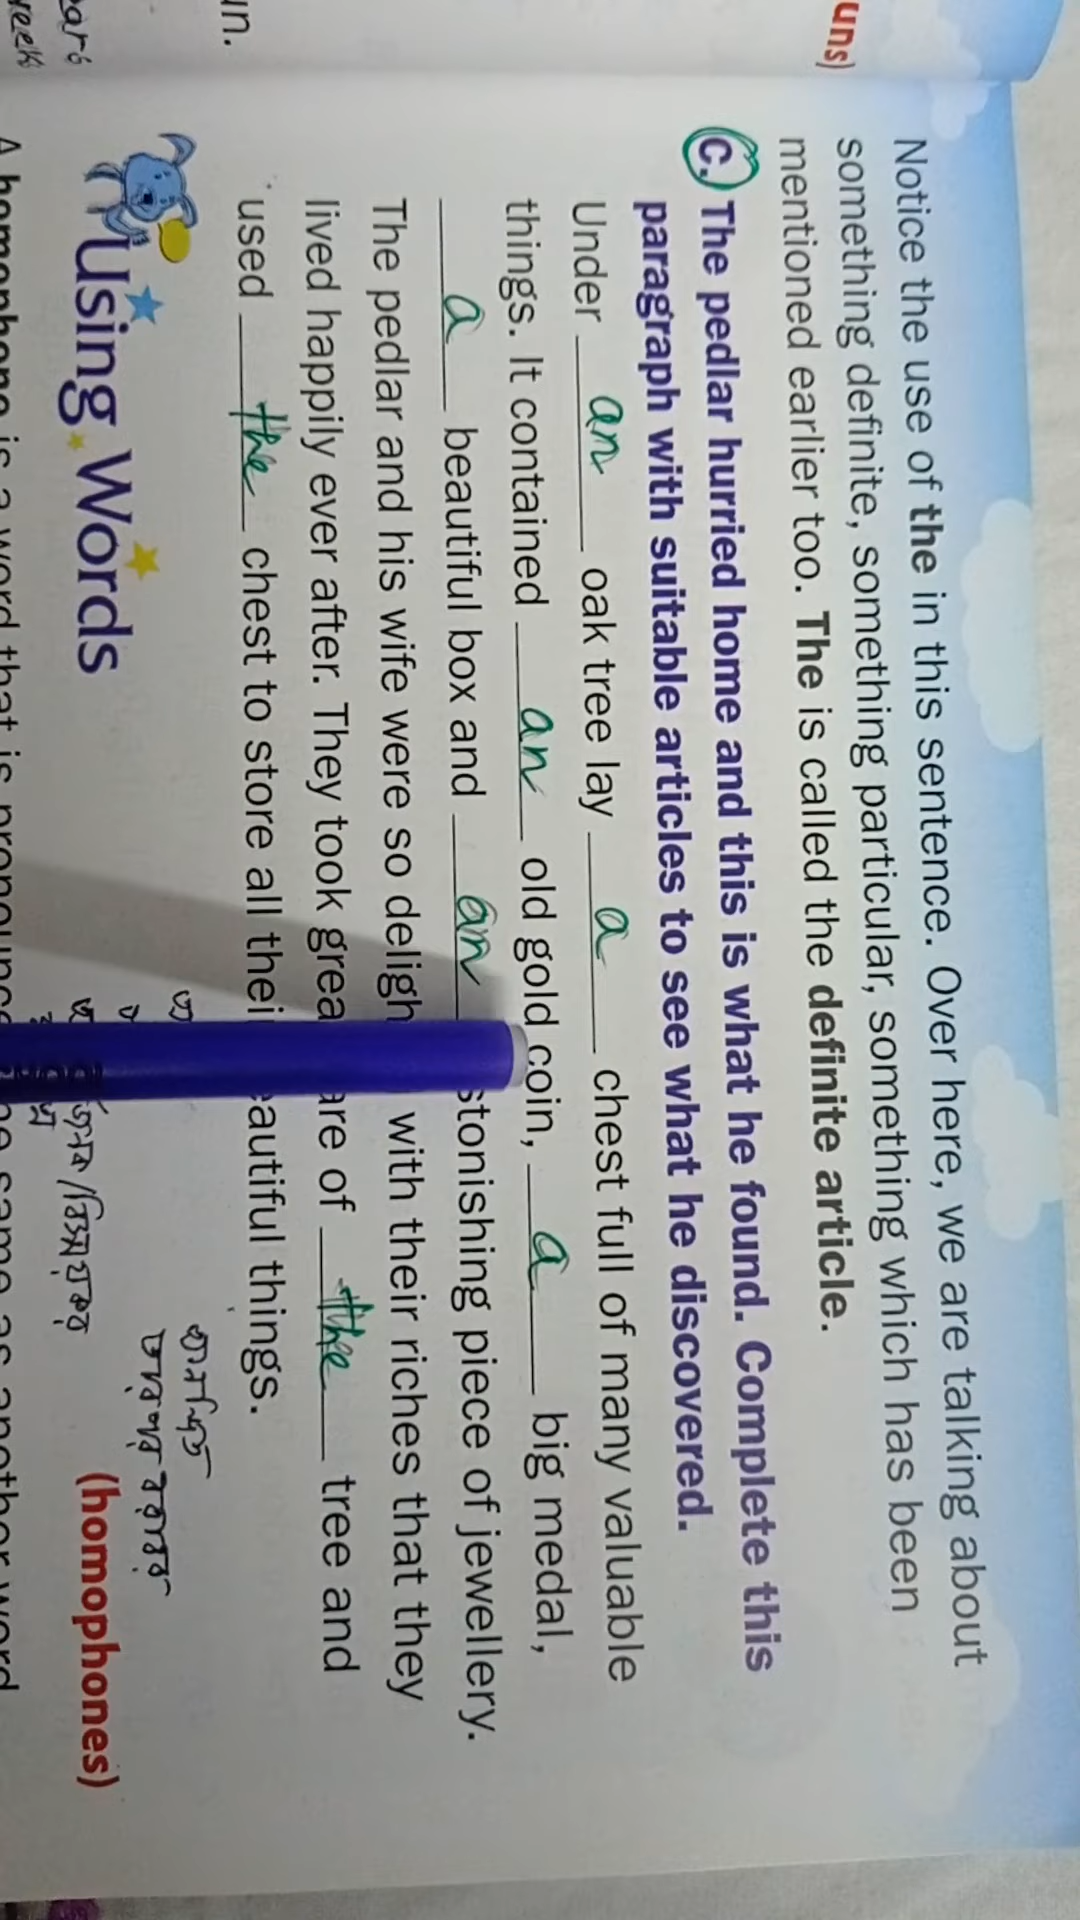 uns)
Notice the use of the in this sentence. Over here, we are talking about
something definite, something particular, something which has been
mentioned earlier too. The is called the definite article.
C. The pedlar hurried home and this is what he found. Complete this
paragraph with suitable articles to see what he discovered.
Under an oak tree lay a chest full of many valuable
things. It contained an old gold coin, a big medal,
a beautiful box and an stonishing piece of jewellery.
The pedlar and his wife were so deligh with their riches that they
lived happily ever after. They took grea are of the tree and
used the chest to store all thei eautiful things.
in.
Using Words
(homophones)